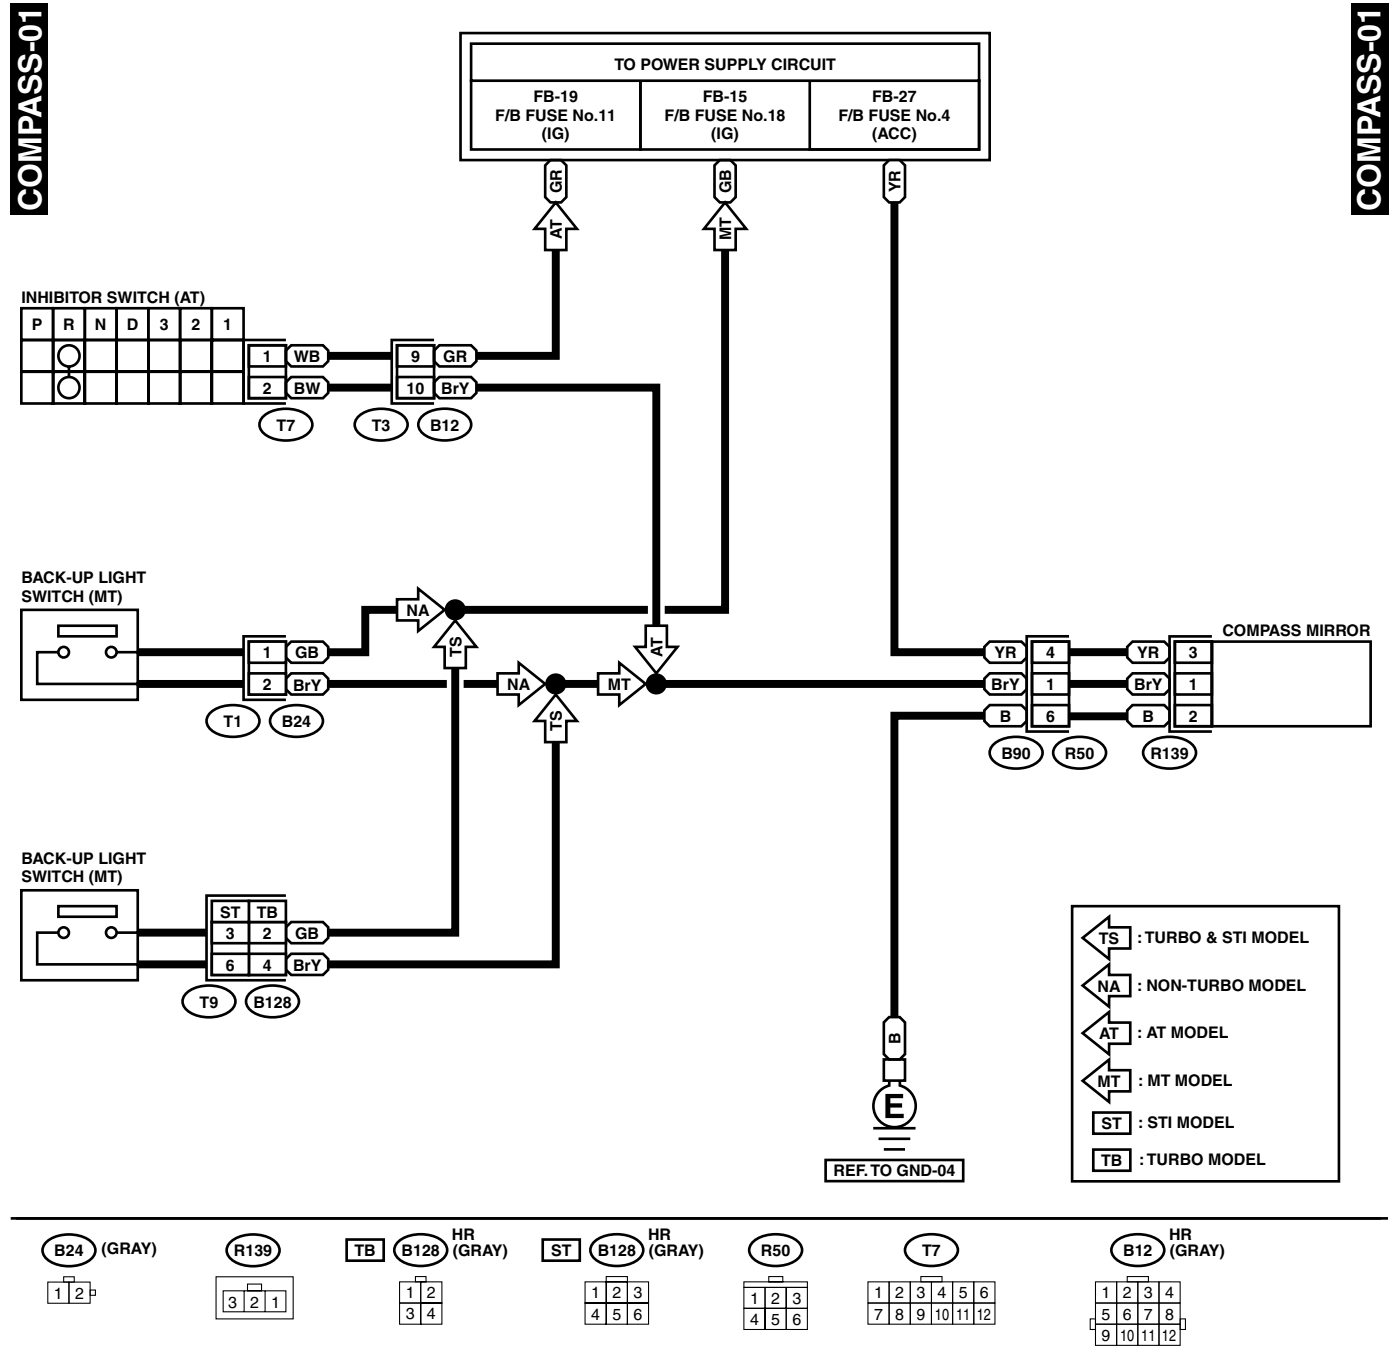 COMPASS-01
COMPASS-01
TO POWER SUPPLY CIRCUIT
FB-19
F/B FUSE No.11
(IG)
FB-15
F/B FUSE No.18
(IG)
FB-27
F/B FUSE No.4
(ACC)
GR
GB
YR
AT
MT
INHIBITOR SWITCH (AT)
P R N D 3 2 1
1 WB 9 GR
2 BW 10 BrY
T7 T3 B12
BACK-UP LIGHT
SWITCH (MT)
NA
TS
AT
1 GB
2 BrY
NA
MT
TS
T1 B24
COMPASS MIRROR
YR 4 YR 3
BrY 1 BrY 1
B 6 B 2
B90 R50 R139
BACK-UP LIGHT
SWITCH (MT)
ST TB
3 2 GB
6 4 BrY
T9 B128
B
E
REF. TO GND-04
TS : TURBO & STI MODEL
NA : NON-TURBO MODEL
AT : AT MODEL
MT : MT MODEL
ST : STI MODEL
TB : TURBO MODEL
B24 (GRAY)
1 2
R139
3 2 1
TB B128 HR
(GRAY)
1 2
3 4
ST B128 HR
(GRAY)
1 2 3
4 5 6
R50
1 2 3
4 5 6
T7
1 2 3 4 5 6
7 8 9 10 11 12
B12 HR
(GRAY)
1 2 3 4
5 6 7 8
9 10 11 12